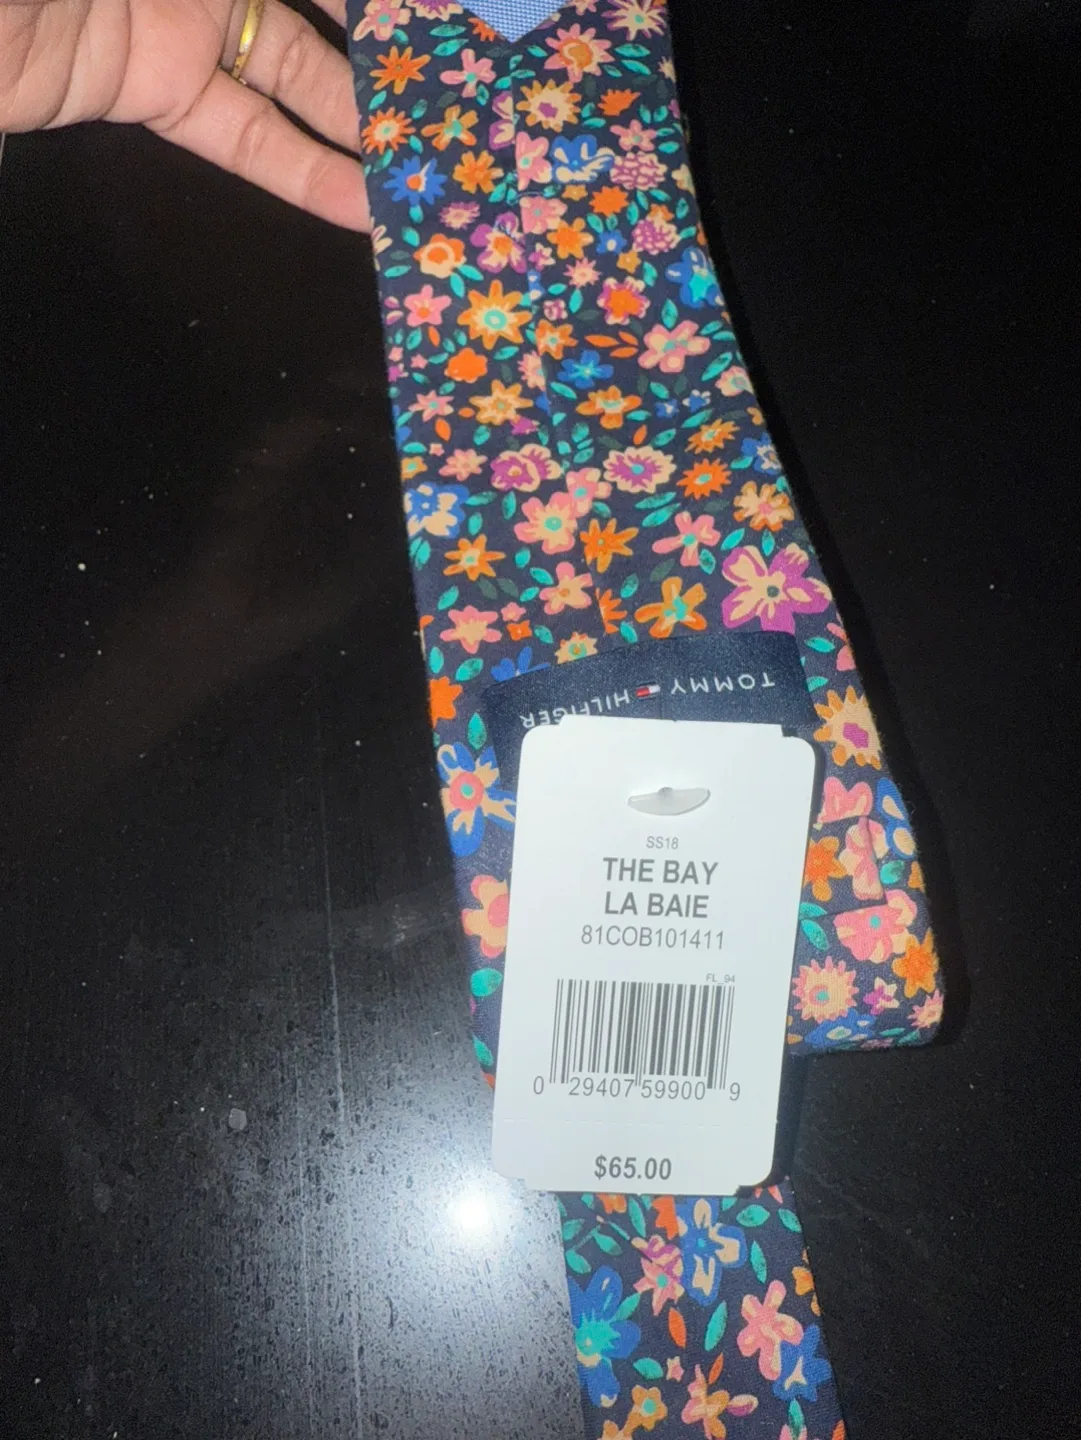 TOMMY HILFIGER
SS18
THE BAY
LA BAIE
81COB101411
FL_94
0 29407 59900 9
$65.00